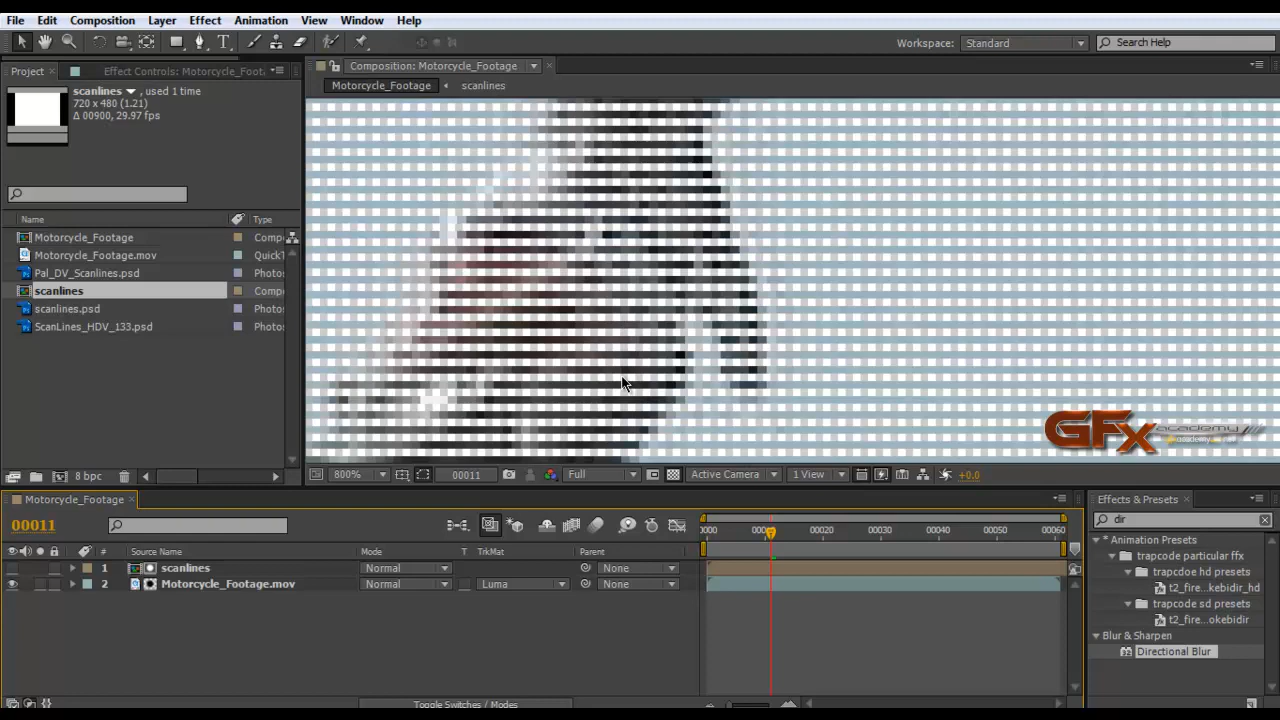 File Edit Composition Layer Effect Animation View Window Help
Workspace: Standard Search Help
Project Effect Controls: Motorcycle_Foot
Composition: Motorcycle_Footage
Motorcycle_Footage scanlines
scanlines , used 1 time
720 x 480 (1.21)
Δ 00900, 29.97 fps
Name Type
Motorcycle_Footage Comp
Motorcycle_Footage.mov Quick
Pal_DV_Scanlines.psd Photos
scanlines Compo
scanlines.psd Photos
ScanLines_HDV_133.psd Photos
8 bpc
800% 00011 Full Active Camera 1 View +0.0
GFx academy
Motorcycle_Footage
00011
# Source Name Mode T TrkMat Parent
0000 00020 00030 00040 00050 00060
1 scanlines Normal None
2 Motorcycle_Footage.mov Normal Luma None
Toggle Switches / Modes
Effects & Presets
dir
* Animation Presets
trapcode particular ffx
trapcdoe hd presets
t2_fire...kebidir_hd
trapcode sd presets
t2_fire...okebidir
Blur & Sharpen
Directional Blur